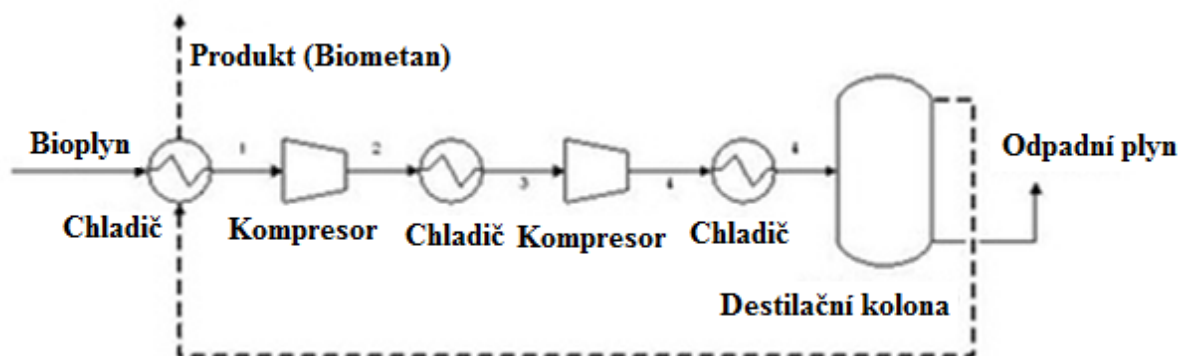 Produkt (Biometan)
Bioplyn
1
2
3
4
4
Odpadní plyn
Chladič
Kompresor
Chladič
Kompresor
Chladič
Destilační kolona